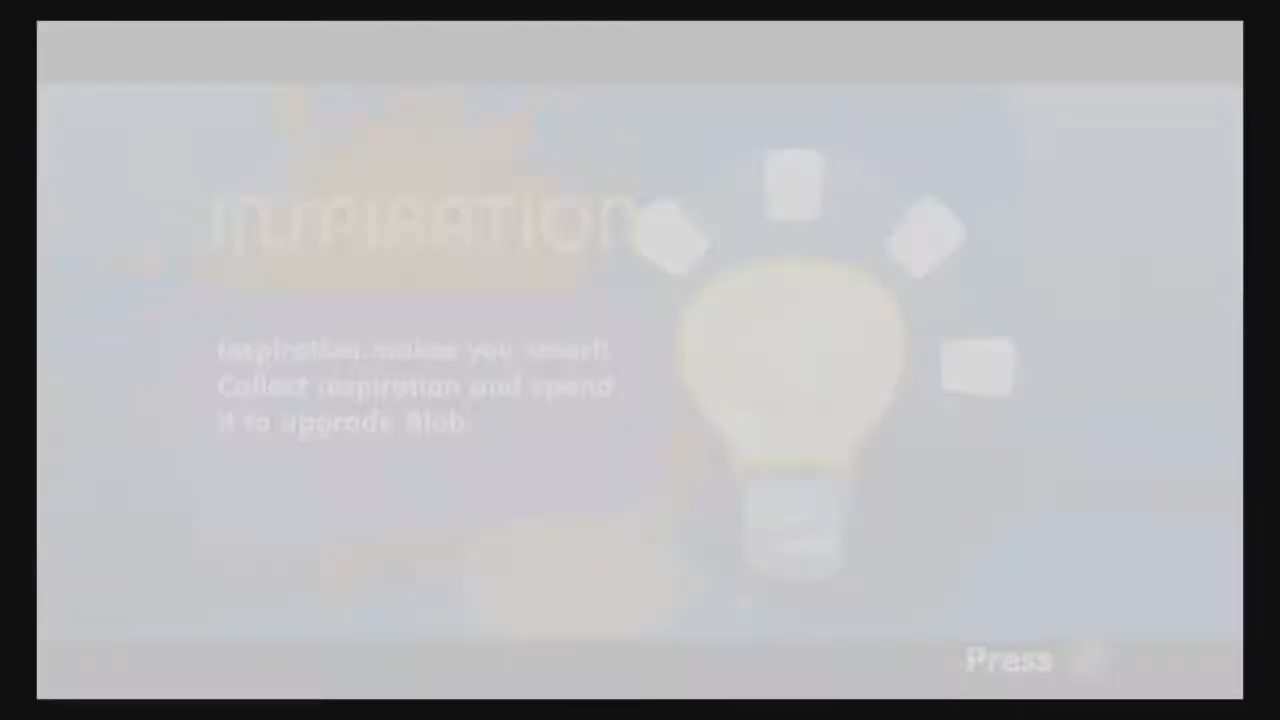 INSPIRATION
Inspiration makes you smart!
Collect inspiration and spend
it to upgrade Blob
Press